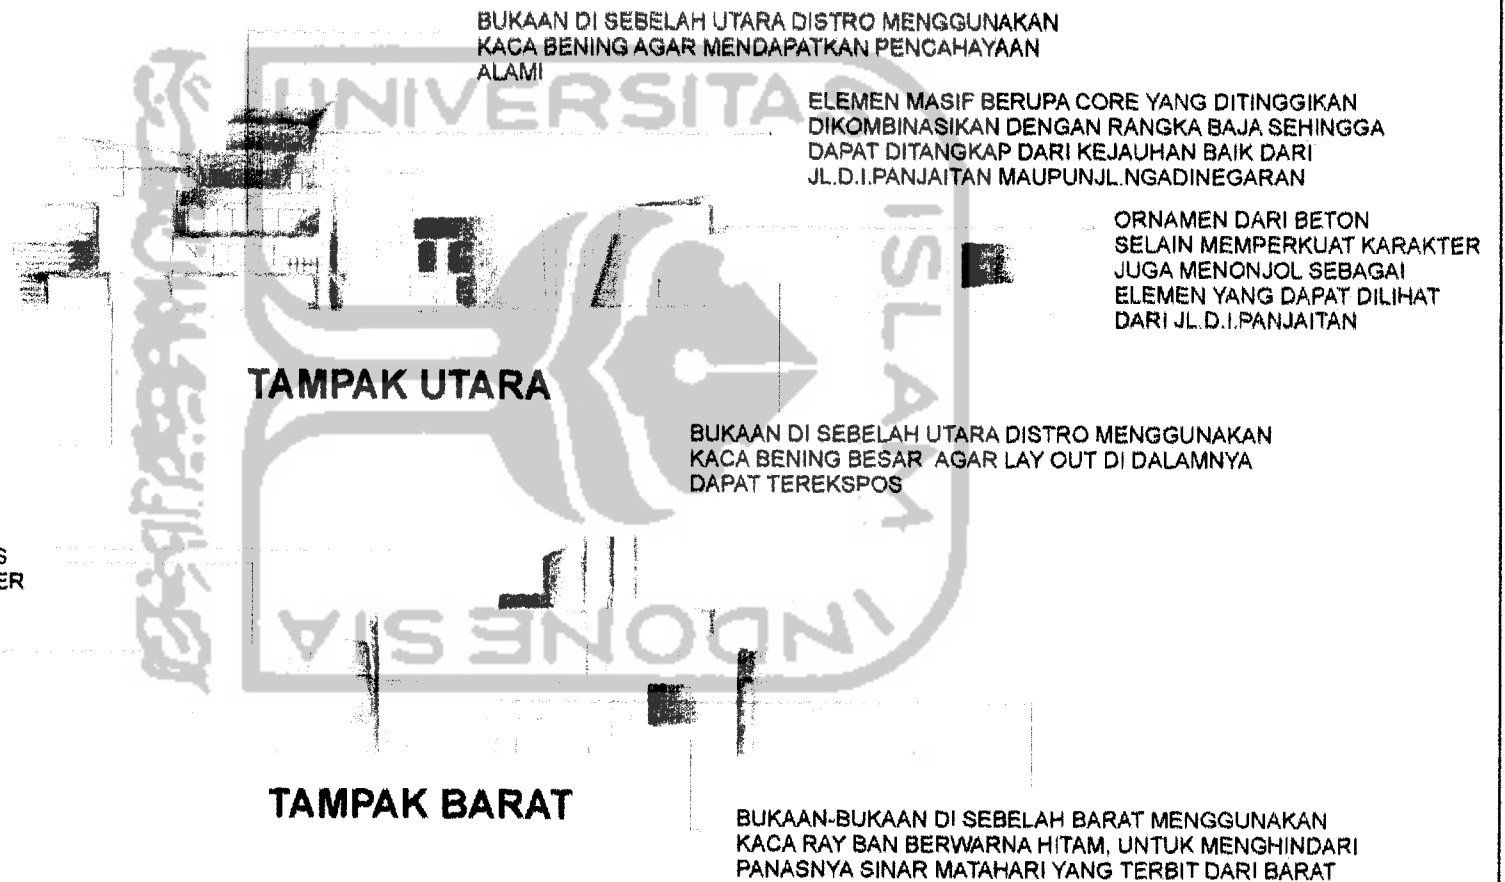 BUKAAN DI SEBELAH UTARA DISTRO MENGGUNAKAN
KACA BENING AGAR MENDAPATKAN PENCAHAYAAN
ALAMI
ELEMEN MASIF BERUPA CORE YANG DITINGGIKAN
DIKOMBINASIKAN DENGAN RANGKA BAJA SEHINGGA
DAPAT DITANGKAP DARI KEJAUHAN BAIK DARI
JL.D.I.PANJAITAN MAUPUNJL.NGADINEGARAN
ORNAMEN DARI BETON
SELAIN MEMPERKUAT KARAKTER
JUGA MENONJOL SEBAGAI
ELEMEN YANG DAPAT DILIHAT
DARI JL.D.I.PANJAITAN
UNIVERSITAS
ISLAM
INDONESIA
TAMPAK UTARA
BUKAAN DI SEBELAH UTARA DISTRO MENGGUNAKAN
KACA BENING BESAR AGAR LAY OUT DI DALAMNYA
DAPAT TEREKSPOS
S
ER
TAMPAK BARAT
BUKAAN-BUKAAN DI SEBELAH BARAT MENGGUNAKAN
KACA RAY BAN BERWARNA HITAM, UNTUK MENGHINDARI
PANASNYA SINAR MATAHARI YANG TERBIT DARI BARAT